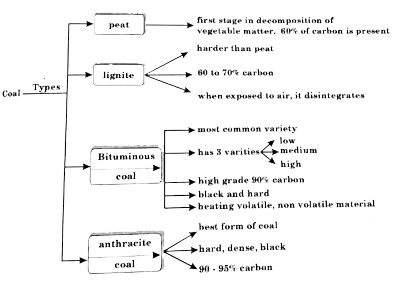 peat
first stage in decomposition of
vegetable matter. 60% of carbon is present
harder than peat
lignite
60 to 70% carbon
when exposed to air, it disintegrates
Coal Types
most common variety
Bituminous
coal
has 3 varities
low
medium
high
high grade 90% carbon
black and hard
heating volatile, non volatile material
anthracite
coal
best form of coal
hard, dense, black
90 - 95% carbon